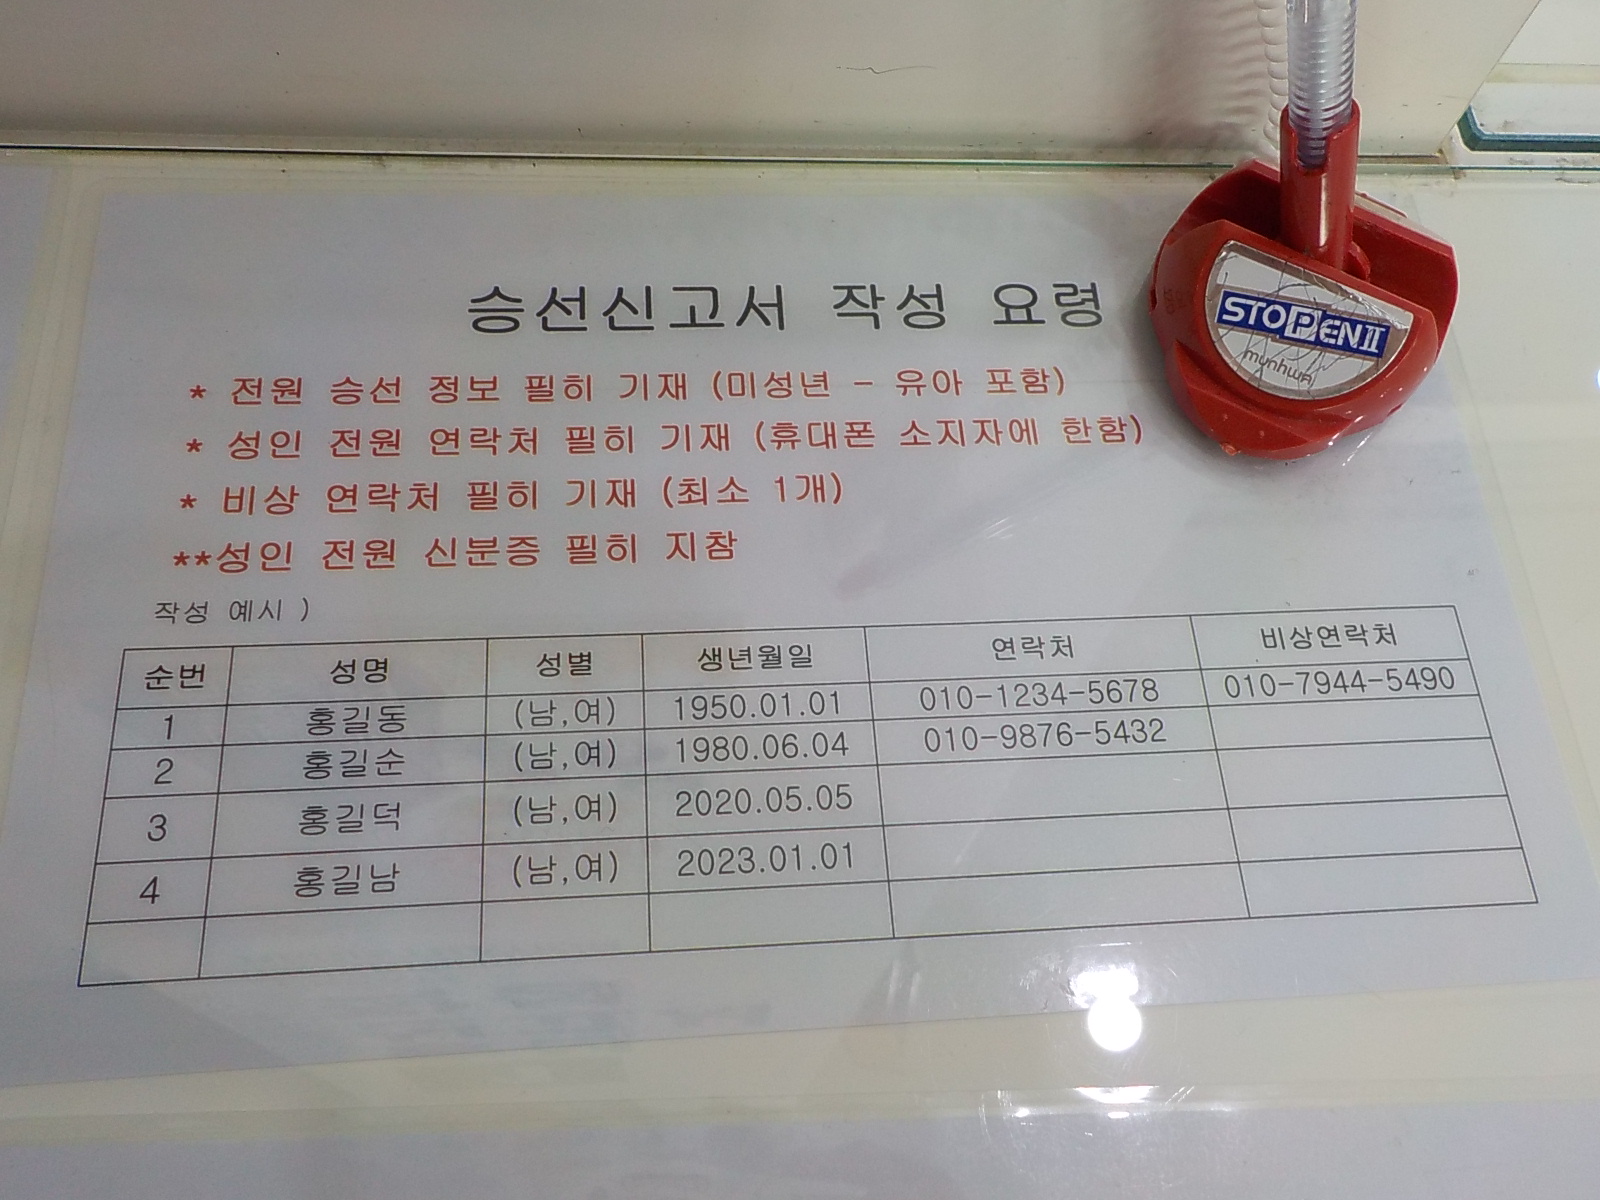 승선신고서 작성 요령
STOPENⅡ
munhwa
* 전원 승선 정보 필히 기재 (미성년 - 유아 포함)
* 성인 전원 연락처 필히 기재 (휴대폰 소지자에 한함)
* 비상 연락처 필히 기재 (최소 1개)
**성인 전원 신분증 필히 지참
작성 예시 )
순번 성명 성별 생년월일 연락처 비상연락처
1 홍길동 (남,여) 1950.01.01 010-1234-5678 010-7944-5490
2 홍길순 (남,여) 1980.06.04 010-9876-5432
3 홍길덕 (남,여) 2020.05.05
4 홍길남 (남,여) 2023.01.01